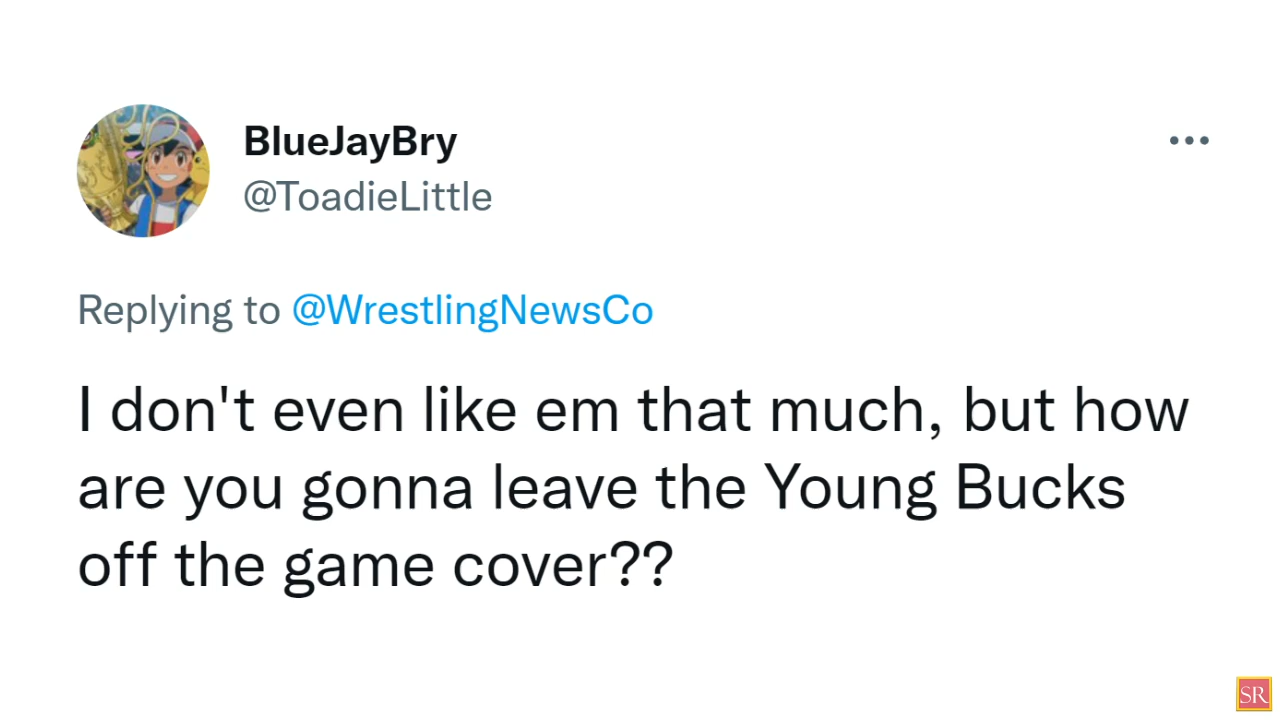 BlueJayBry
@ToadieLittle
Replying to @WrestlingNewsCo
I don't even like em that much, but how
are you gonna leave the Young Bucks
off the game cover??
SR